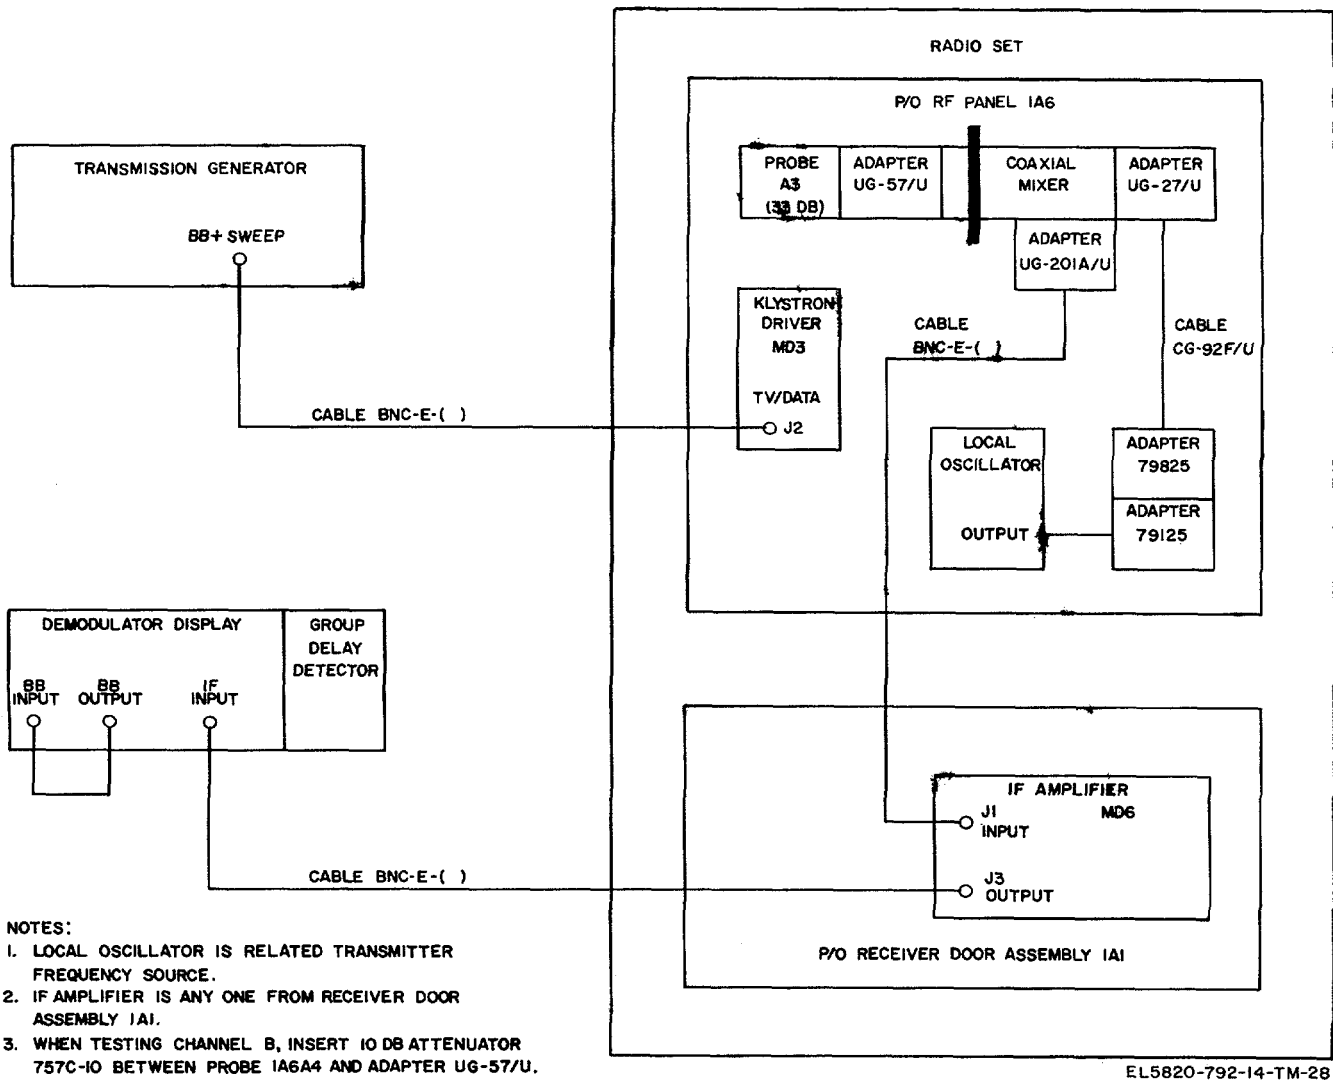 RADIO SET
P/O RF PANEL 1A6
TRANSMISSION GENERATOR
BB+ SWEEP
PROBE
A3
(33 DB)
ADAPTER
UG-57/U
COAXIAL
MIXER
ADAPTER
UG-27/U
ADAPTER
UG-201A/U
KLYSTRON
DRIVER
MD3
TV/DATA
J2
CABLE
BNC-E-( )
CABLE
CG-92F/U
CABLE BNC-E-( )
LOCAL
OSCILLATOR
OUTPUT
ADAPTER
79825
ADAPTER
79125
DEMODULATOR DISPLAY
BB
INPUT
BB
OUTPUT
IF
INPUT
GROUP
DELAY
DETECTOR
IF AMPLIFIER
MD6
J1
INPUT
J3
OUTPUT
CABLE BNC-E-( )
P/O RECEIVER DOOR ASSEMBLY 1A1
NOTES:
1. LOCAL OSCILLATOR IS RELATED TRANSMITTER
FREQUENCY SOURCE.
2. IF AMPLIFIER IS ANY ONE FROM RECEIVER DOOR
ASSEMBLY 1A1.
3. WHEN TESTING CHANNEL B, INSERT 10 DB ATTENUATOR
757C-10 BETWEEN PROBE 1A6A4 AND ADAPTER UG-57/U.
EL5820-792-14-TM-28